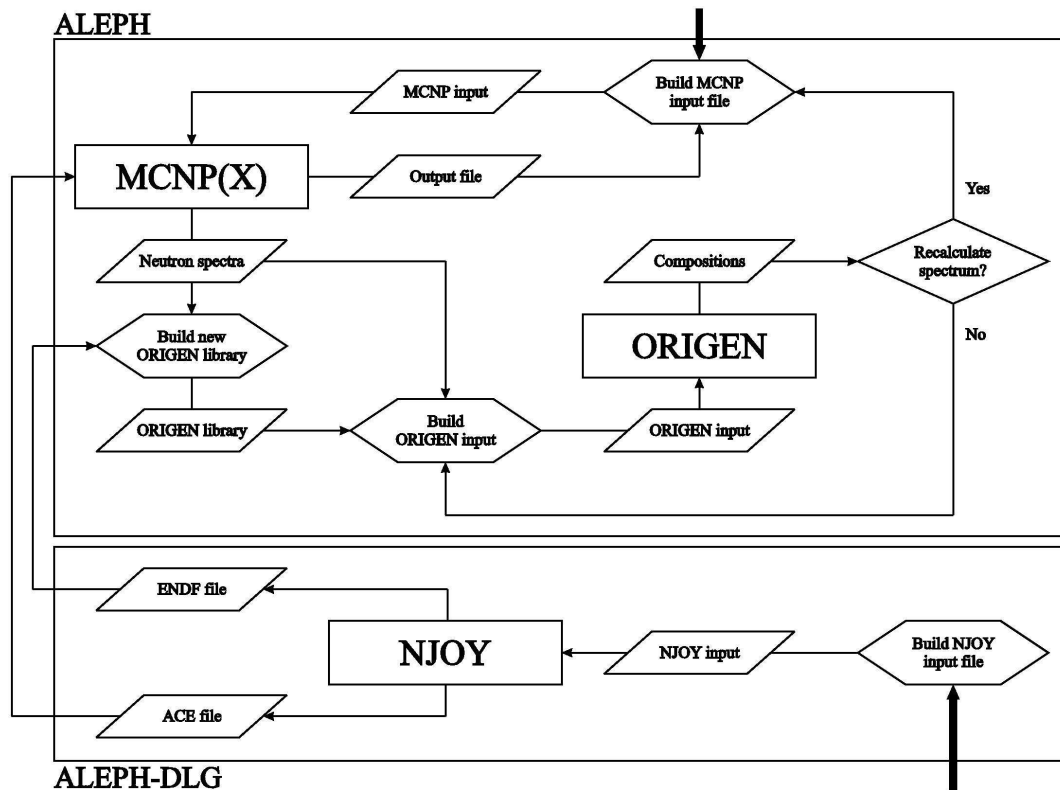 ALEPH
MCNP input
Build MCNP
input file
MCNP(X)
Output file
Yes
Neutron spectra
Compositions
Recalculate
spectrum?
Build new
ORIGEN library
ORIGEN
No
ORIGEN library
Build
ORIGEN input
ORIGEN input
ENDF file
NJOY
NJOY input
Build NJOY
input file
ACE file
ALEPH-DLG